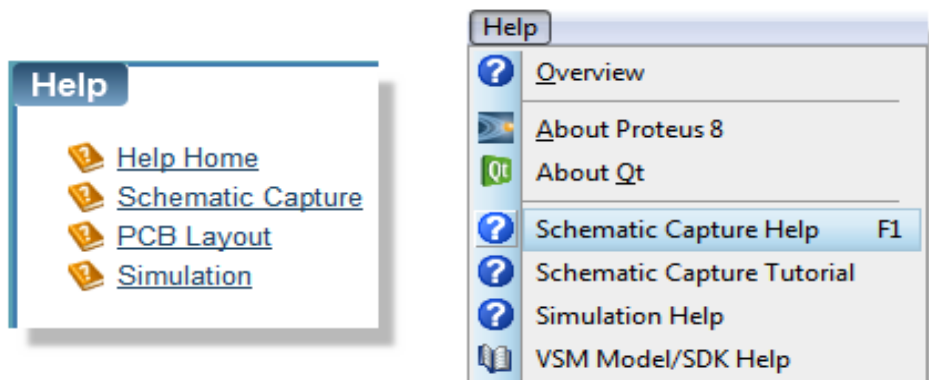 Help
Help Home
Schematic Capture
PCB Layout
Simulation
Help
Overview
About Proteus 8
Qt
About Qt
Schematic Capture Help F1
Schematic Capture Tutorial
Simulation Help
VSM Model/SDK Help